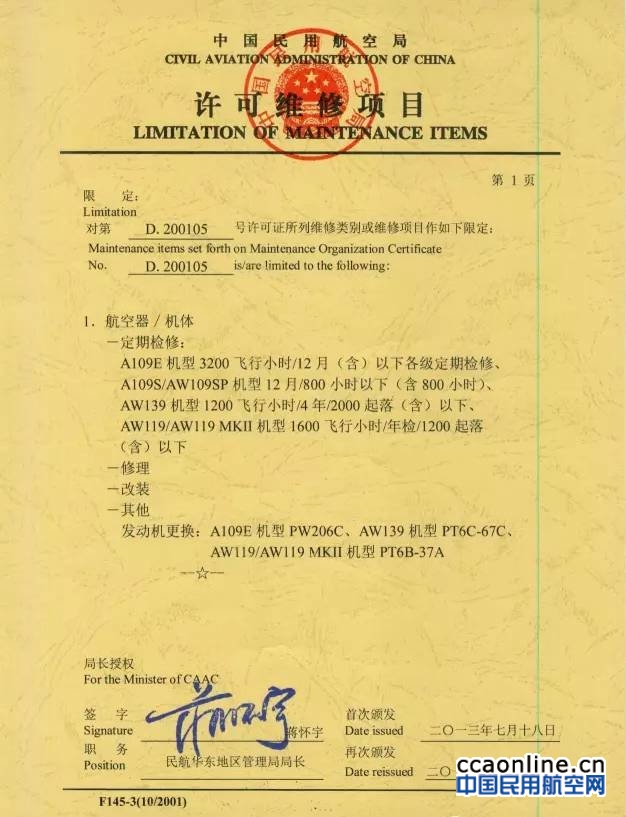 中国民用航空局
CIVIL AVIATION ADMINISTRATION OF CHINA
许可维修项目
LIMITATION OF MAINTENANCE ITEMS
第 1 页
限 定:
Limitation
对第 D. 200105 号许可证所列维修类别或维修项目作如下限定:
Maintenance items set forth on Maintenance Organization Certificate
No. D. 200105 is/are limited to the following:
1. 航空器/机体
—定期检修:
A109E 机型 3200 飞行小时/12 月（含）以下各级定期检修、
A109S/AW109SP 机型 12 月/800 小时以下（含 800 小时）、
AW139 机型 1200 飞行小时/4 年/2000 起落（含）以下、
AW119/AW119 MKII 机型 1600 飞行小时/年检/1200 起落
（含）以下
—修理
—改装
—其他
发动机更换: A109E 机型 PW206C、AW139 机型 PT6C-67C、
AW119/AW119 MKII 机型 PT6B-37A
—☆—
局长授权
For the Minister of CAAC
签 字 蒋怀宇 首次颁发
Signature Date issued 二〇一三年七月十八日
职 务 再次颁发
Position 民航华东地区管理局局长 Date reissued 二〇
F145-3(10/2001)
ccaonline.cn
中国民用航空网